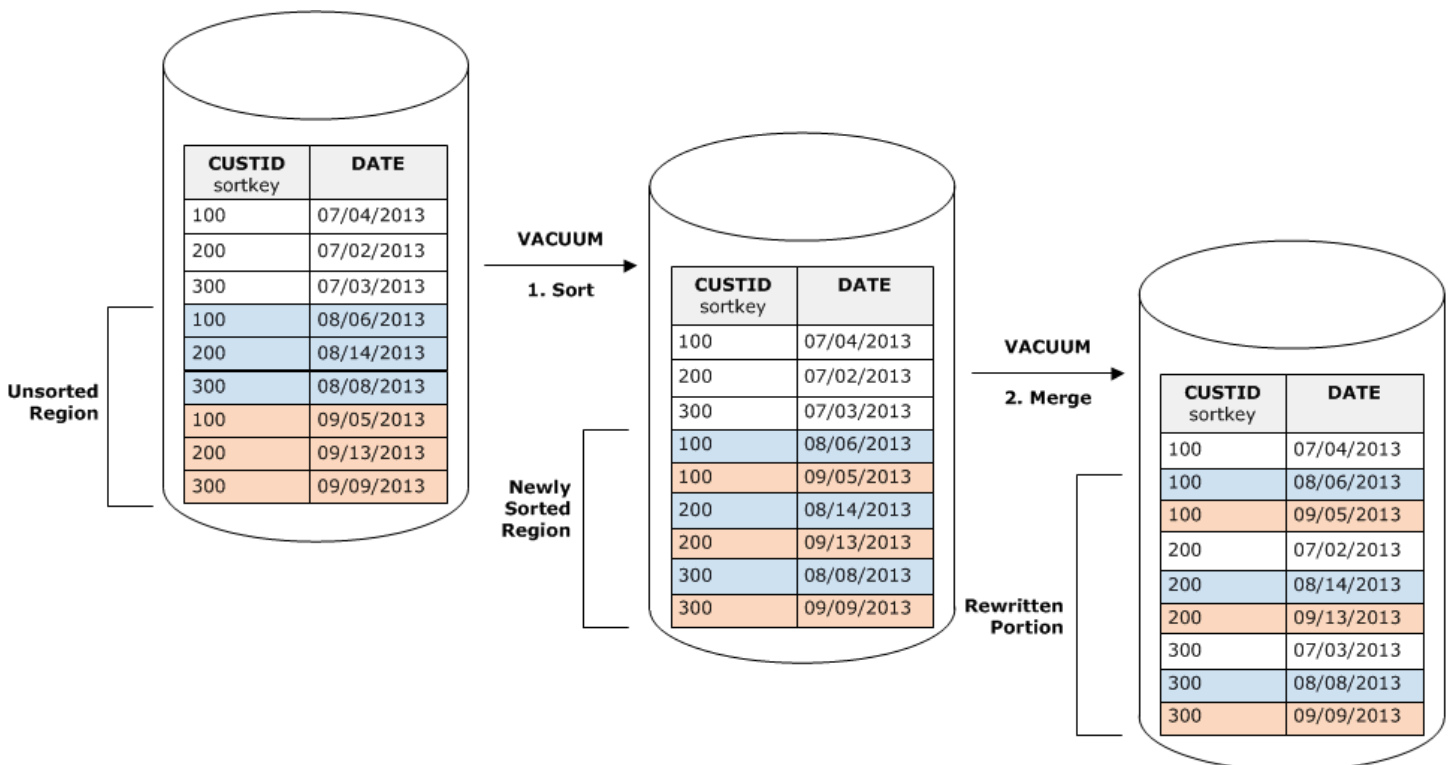 CUSTID DATE
sortkey
100 07/04/2013
200 07/02/2013
300 07/03/2013
100 08/06/2013
200 08/14/2013
300 08/08/2013
100 09/05/2013
200 09/13/2013
300 09/09/2013
Unsorted
Region
VACUUM
1. Sort
CUSTID DATE
sortkey
100 07/04/2013
200 07/02/2013
300 07/03/2013
100 08/06/2013
100 09/05/2013
200 08/14/2013
200 09/13/2013
300 08/08/2013
300 09/09/2013
Newly
Sorted
Region
VACUUM
2. Merge
CUSTID DATE
sortkey
100 07/04/2013
100 08/06/2013
100 09/05/2013
200 07/02/2013
200 08/14/2013
200 09/13/2013
300 07/03/2013
300 08/08/2013
300 09/09/2013
Rewritten
Portion